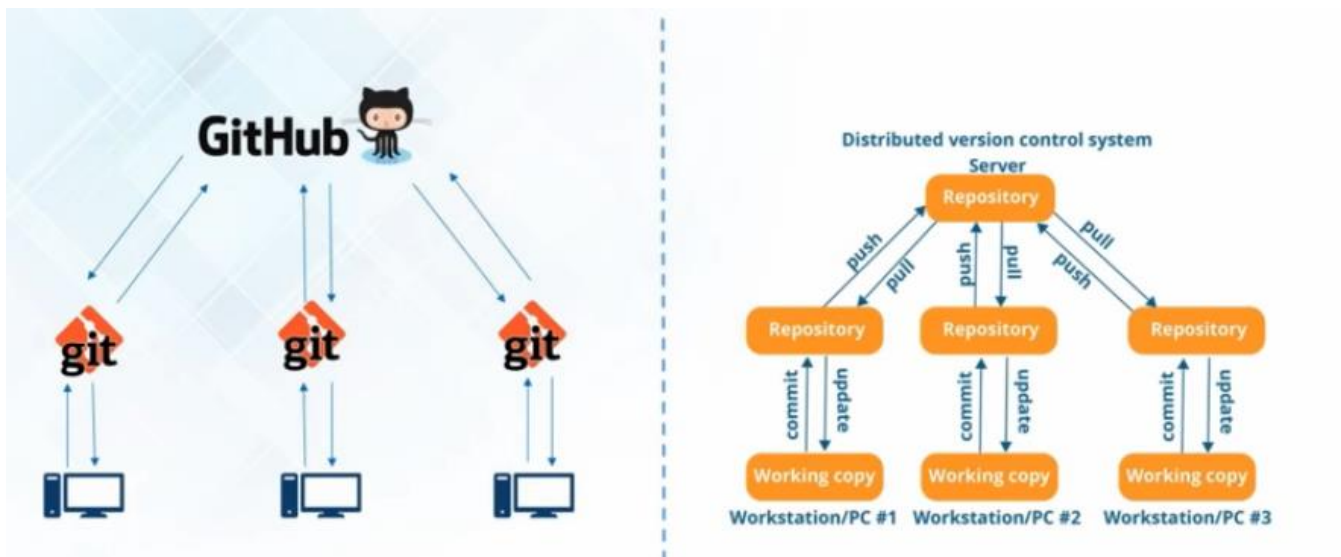 GitHub
git
git
git
Distributed version control system
Server
Repository
push
pull
push
pull
pull
push
Repository
Repository
Repository
commit
update
commit
update
commit
update
Working copy
Working copy
Working copy
Workstation/PC #1
Workstation/PC #2
Workstation/PC #3